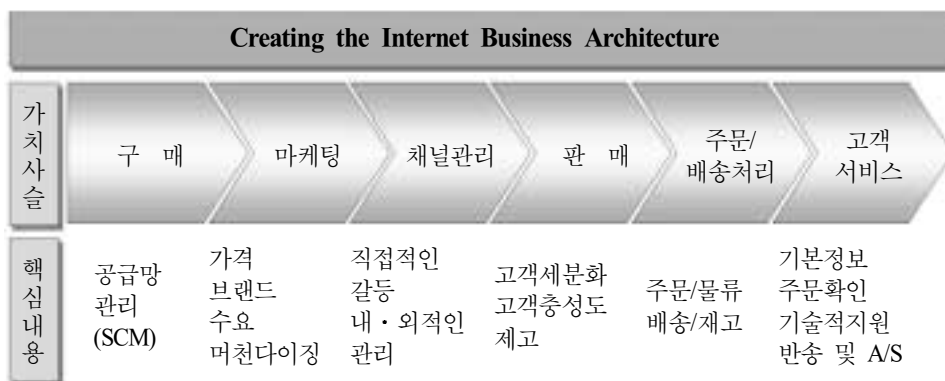 Creating the Internet Business Architecture
가치사슬
구 매
마케팅
채널관리
판 매
주문/
배송처리
고객
서비스
핵심내용
공급망
관리
(SCM)
가격
브랜드
수요
머천다이징
직접적인
갈등
내·외적인
관리
고객세분화
고객충성도
제고
주문/물류
배송/재고
기본정보
주문확인
기술적지원
반송 및 A/S